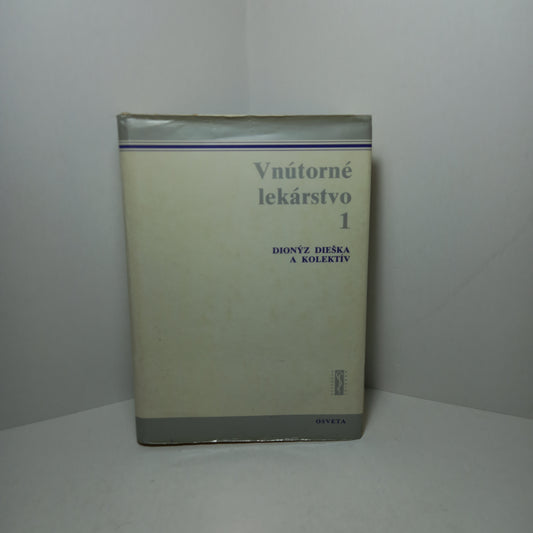 Vnútorné
lekárstvo
1
DIONÝZ DIEŠKA
A KOLEKTÍV
OSVETA